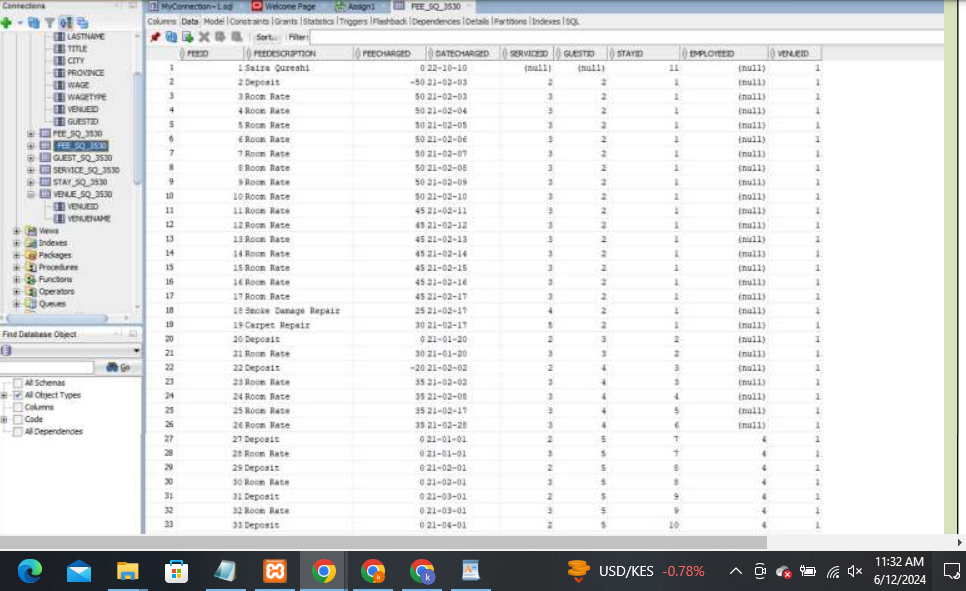 Connections
MyConnection~1.sql Welcome Page Assign1 FEE_SQ_3530
Columns Data Model Constraints Grants Statistics Triggers Flashback Dependencies Details Partitions Indexes SQL
Sort.. Filter:
LASTNAME
TITLE
CITY
PROVINCE
WAGE
WAGETYPE
VENUEID
GUESTID
FEE_SQ_3530
FEE_SQ_3530
GUEST_SQ_3530
SERVICE_SQ_3530
STAY_SQ_3530
VENUE_SQ_3530
VENUEID
VENUENAME
Views
Indexes
Packages
Procedures
Functions
Operators
Queues
Find Database Object
Go
All Schemas
All Object Types
Columns
Code
All Dependencies
FEEID FEEDESCRIPTION FEECHARGED DATECHARGED SERVICEID GUESTID STAYID EMPLOYEEID VENUEID
1 1 Saira Qureshi 0 22-10-10 (null) (null) 11 (null) 1
2 2 Deposit -50 21-02-03 2 2 1 (null) 1
3 3 Room Rate 50 21-02-03 3 2 1 (null) 1
4 4 Room Rate 50 21-02-04 3 2 1 (null) 1
5 5 Room Rate 50 21-02-05 3 2 1 (null) 1
6 6 Room Rate 50 21-02-06 3 2 1 (null) 1
7 7 Room Rate 50 21-02-07 3 2 1 (null) 1
8 8 Room Rate 50 21-02-08 3 2 1 (null) 1
9 9 Room Rate 50 21-02-09 3 2 1 (null) 1
10 10 Room Rate 50 21-02-10 3 2 1 (null) 1
11 11 Room Rate 45 21-02-11 3 2 1 (null) 1
12 12 Room Rate 45 21-02-12 3 2 1 (null) 1
13 13 Room Rate 45 21-02-13 3 2 1 (null) 1
14 14 Room Rate 45 21-02-14 3 2 1 (null) 1
15 15 Room Rate 45 21-02-15 3 2 1 (null) 1
16 16 Room Rate 45 21-02-16 3 2 1 (null) 1
17 17 Room Rate 45 21-02-17 3 2 1 (null) 1
18 18 Smoke Damage Repair 25 21-02-17 4 2 1 (null) 1
19 19 Carpet Repair 30 21-02-17 5 2 1 (null) 1
20 20 Deposit 0 21-01-20 2 3 2 (null) 1
21 21 Room Rate 30 21-01-20 3 3 2 (null) 1
22 22 Deposit -20 21-02-02 2 4 3 (null) 1
23 23 Room Rate 35 21-02-02 3 4 3 (null) 1
24 24 Room Rate 35 21-02-08 3 4 4 (null) 1
25 25 Room Rate 35 21-02-17 3 4 5 (null) 1
26 26 Room Rate 35 21-02-28 3 4 6 (null) 1
27 27 Deposit 0 21-01-01 2 5 7 4 1
28 28 Room Rate 0 21-01-01 3 5 7 4 1
29 29 Deposit 0 21-02-01 2 5 8 4 1
30 30 Room Rate 0 21-02-01 3 5 8 4 1
31 31 Deposit 0 21-03-01 2 5 9 4 1
32 32 Room Rate 0 21-03-01 3 5 9 4 1
33 33 Deposit 0 21-04-01 2 5 10 4 1
USD/KES -0.78%
11:32 AM
6/12/2024